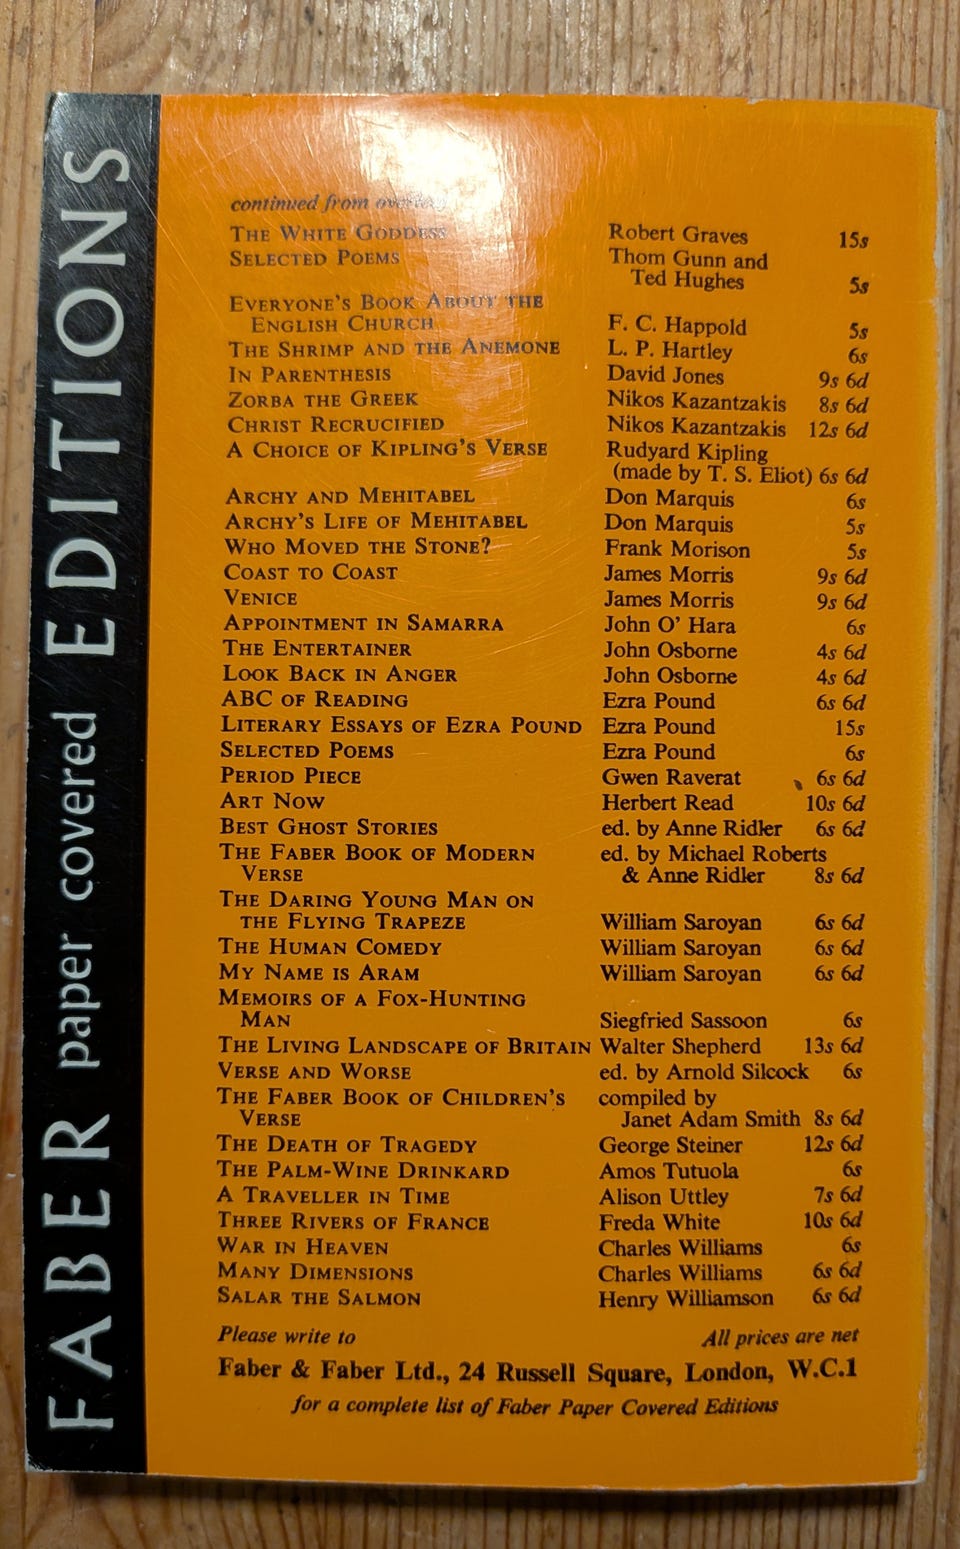 FABER paper covered EDITIONS
continued from overleaf
THE WHITE GODDESS Robert Graves 15s
SELECTED POEMS Thom Gunn and
Ted Hughes 5s
EVERYONE'S BOOK ABOUT THE
ENGLISH CHURCH F. C. Happold 5s
THE SHRIMP AND THE ANEMONE L. P. Hartley 6s
IN PARENTHESIS David Jones 9s 6d
ZORBA THE GREEK Nikos Kazantzakis 8s 6d
CHRIST RECRUCIFIED Nikos Kazantzakis 12s 6d
A CHOICE OF KIPLING'S VERSE Rudyard Kipling
(made by T. S. Eliot) 6s 6d
ARCHY AND MEHITABEL Don Marquis 6s
ARCHY'S LIFE OF MEHITABEL Don Marquis 5s
WHO MOVED THE STONE? Frank Morison 5s
COAST TO COAST James Morris 9s 6d
VENICE James Morris 9s 6d
APPOINTMENT IN SAMARRA John O' Hara 6s
THE ENTERTAINER John Osborne 4s 6d
LOOK BACK IN ANGER John Osborne 4s 6d
ABC OF READING Ezra Pound 6s 6d
LITERARY ESSAYS OF EZRA POUND Ezra Pound 15s
SELECTED POEMS Ezra Pound 6s
PERIOD PIECE Gwen Raverat 6s 6d
ART NOW Herbert Read 10s 6d
BEST GHOST STORIES ed. by Anne Ridler 6s 6d
THE FABER BOOK OF MODERN ed. by Michael Roberts
VERSE & Anne Ridler 8s 6d
THE DARING YOUNG MAN ON
THE FLYING TRAPEZE William Saroyan 6s 6d
THE HUMAN COMEDY William Saroyan 6s 6d
MY NAME IS ARAM William Saroyan 6s 6d
MEMOIRS OF A FOX-HUNTING
MAN Siegfried Sassoon 6s
THE LIVING LANDSCAPE OF BRITAIN Walter Shepherd 13s 6d
VERSE AND WORSE ed. by Arnold Silcock 6s
THE FABER BOOK OF CHILDREN'S compiled by
VERSE Janet Adam Smith 8s 6d
THE DEATH OF TRAGEDY George Steiner 12s 6d
THE PALM-WINE DRINKARD Amos Tutuola 6s
A TRAVELLER IN TIME Alison Uttley 7s 6d
THREE RIVERS OF FRANCE Freda White 10s 6d
WAR IN HEAVEN Charles Williams 6s
MANY DIMENSIONS Charles Williams 6s 6d
SALAR THE SALMON Henry Williamson 6s 6d
Please write to All prices are net
Faber & Faber Ltd., 24 Russell Square, London, W.C.1
for a complete list of Faber Paper Covered Editions